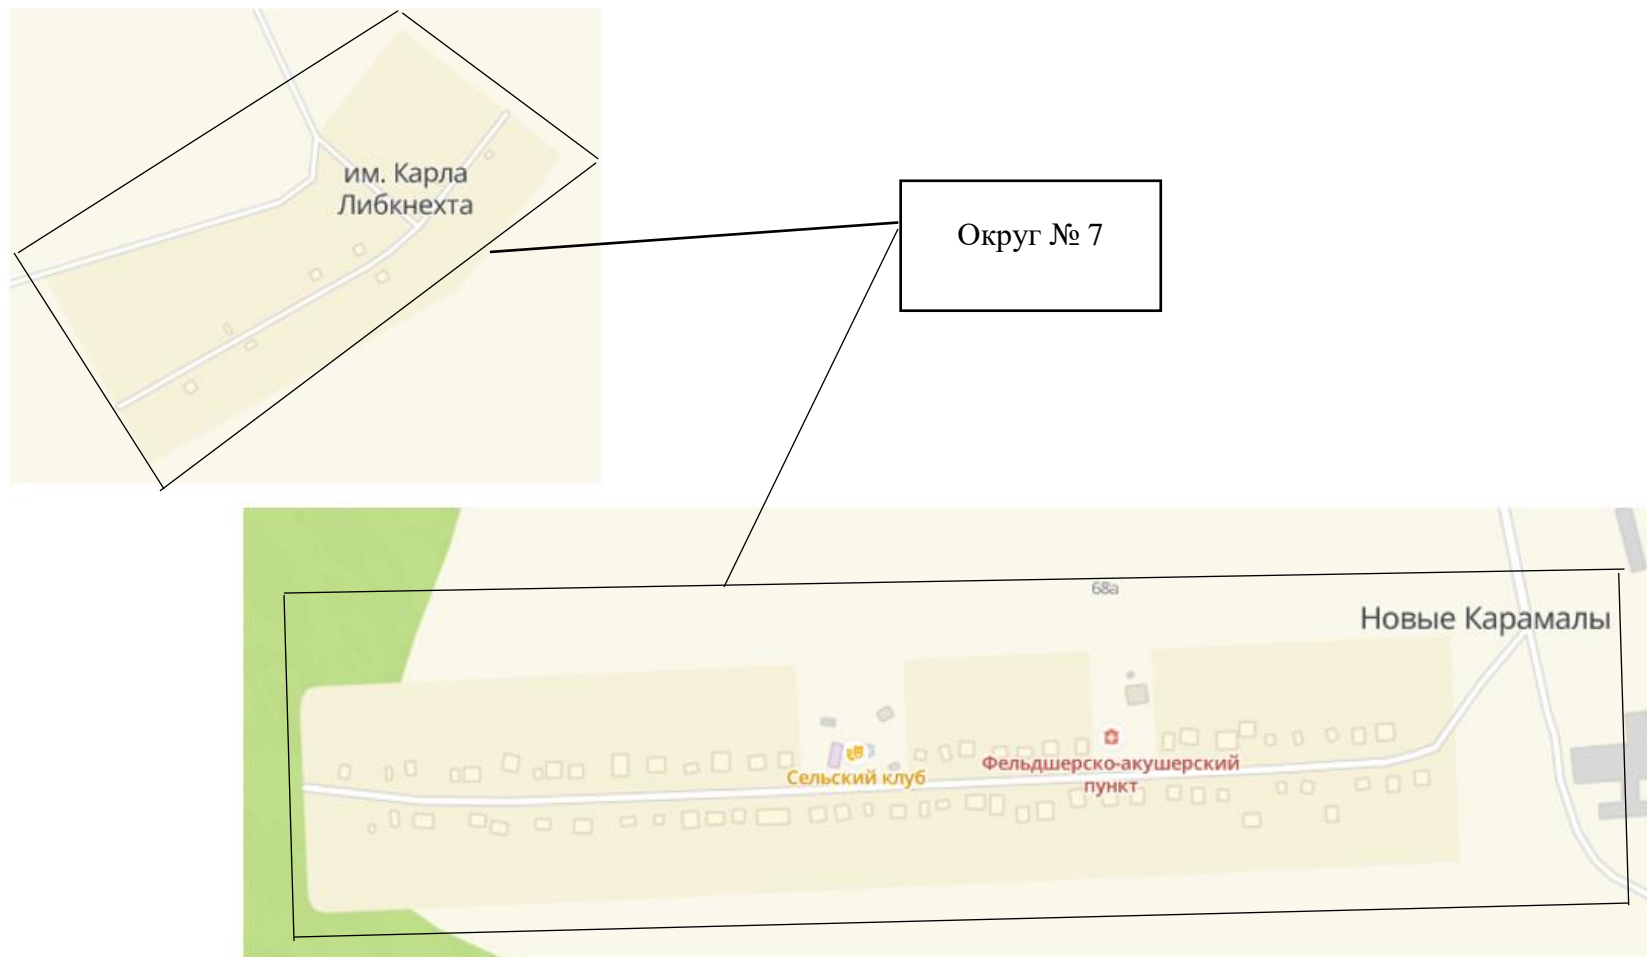 им. Карла
Либкнехта
Округ № 7
68а
Новые Карамалы
Сельский клуб
Фельдшерско-акушерский
пункт